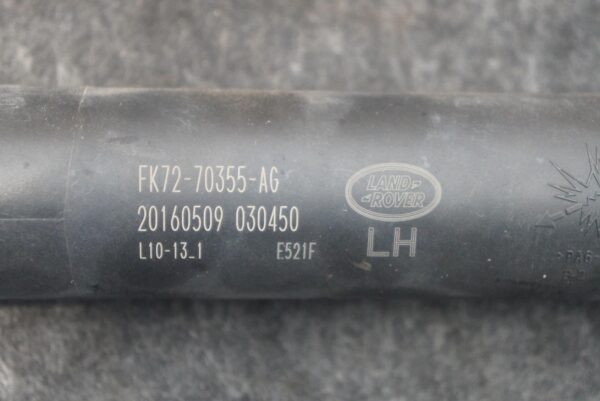 FK72-70355-AG
20160509 030450
L10-13_1 E521F
LAND
ROVER
LH